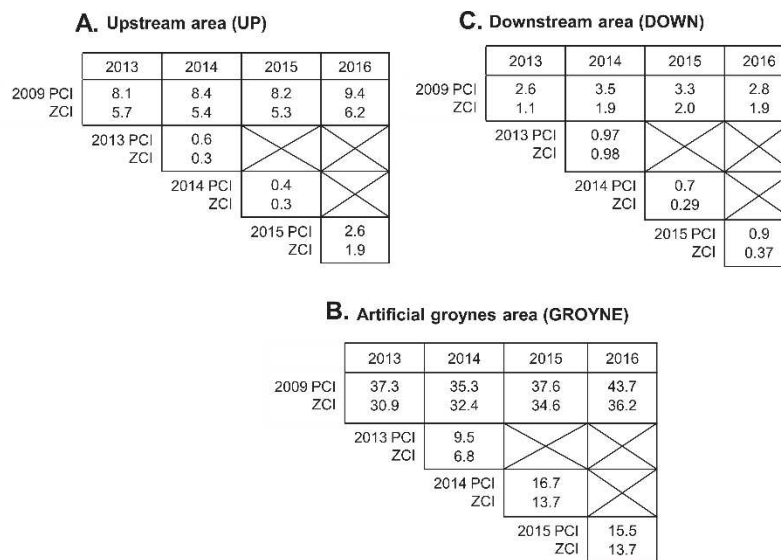 A. Upstream area (UP)
2013 2014 2015 2016
2009 PCI 8.1 8.4 8.2 9.4
ZCI 5.7 5.4 5.3 6.2
2013 PCI 0.6
ZCI 0.3
2014 PCI 0.4
ZCI 0.3
2015 PCI 2.6
ZCI 1.9
C. Downstream area (DOWN)
2013 2014 2015 2016
2009 PCI 2.6 3.5 3.3 2.8
ZCI 1.1 1.9 2.0 1.9
2013 PCI 0.97
ZCI 0.98
2014 PCI 0.7
ZCI 0.29
2015 PCI 0.9
ZCI 0.37
B. Artificial groynes area (GROYNE)
2013 2014 2015 2016
2009 PCI 37.3 35.3 37.6 43.7
ZCI 30.9 32.4 34.6 36.2
2013 PCI 9.5
ZCI 6.8
2014 PCI 16.7
ZCI 13.7
2015 PCI 15.5
ZCI 13.7